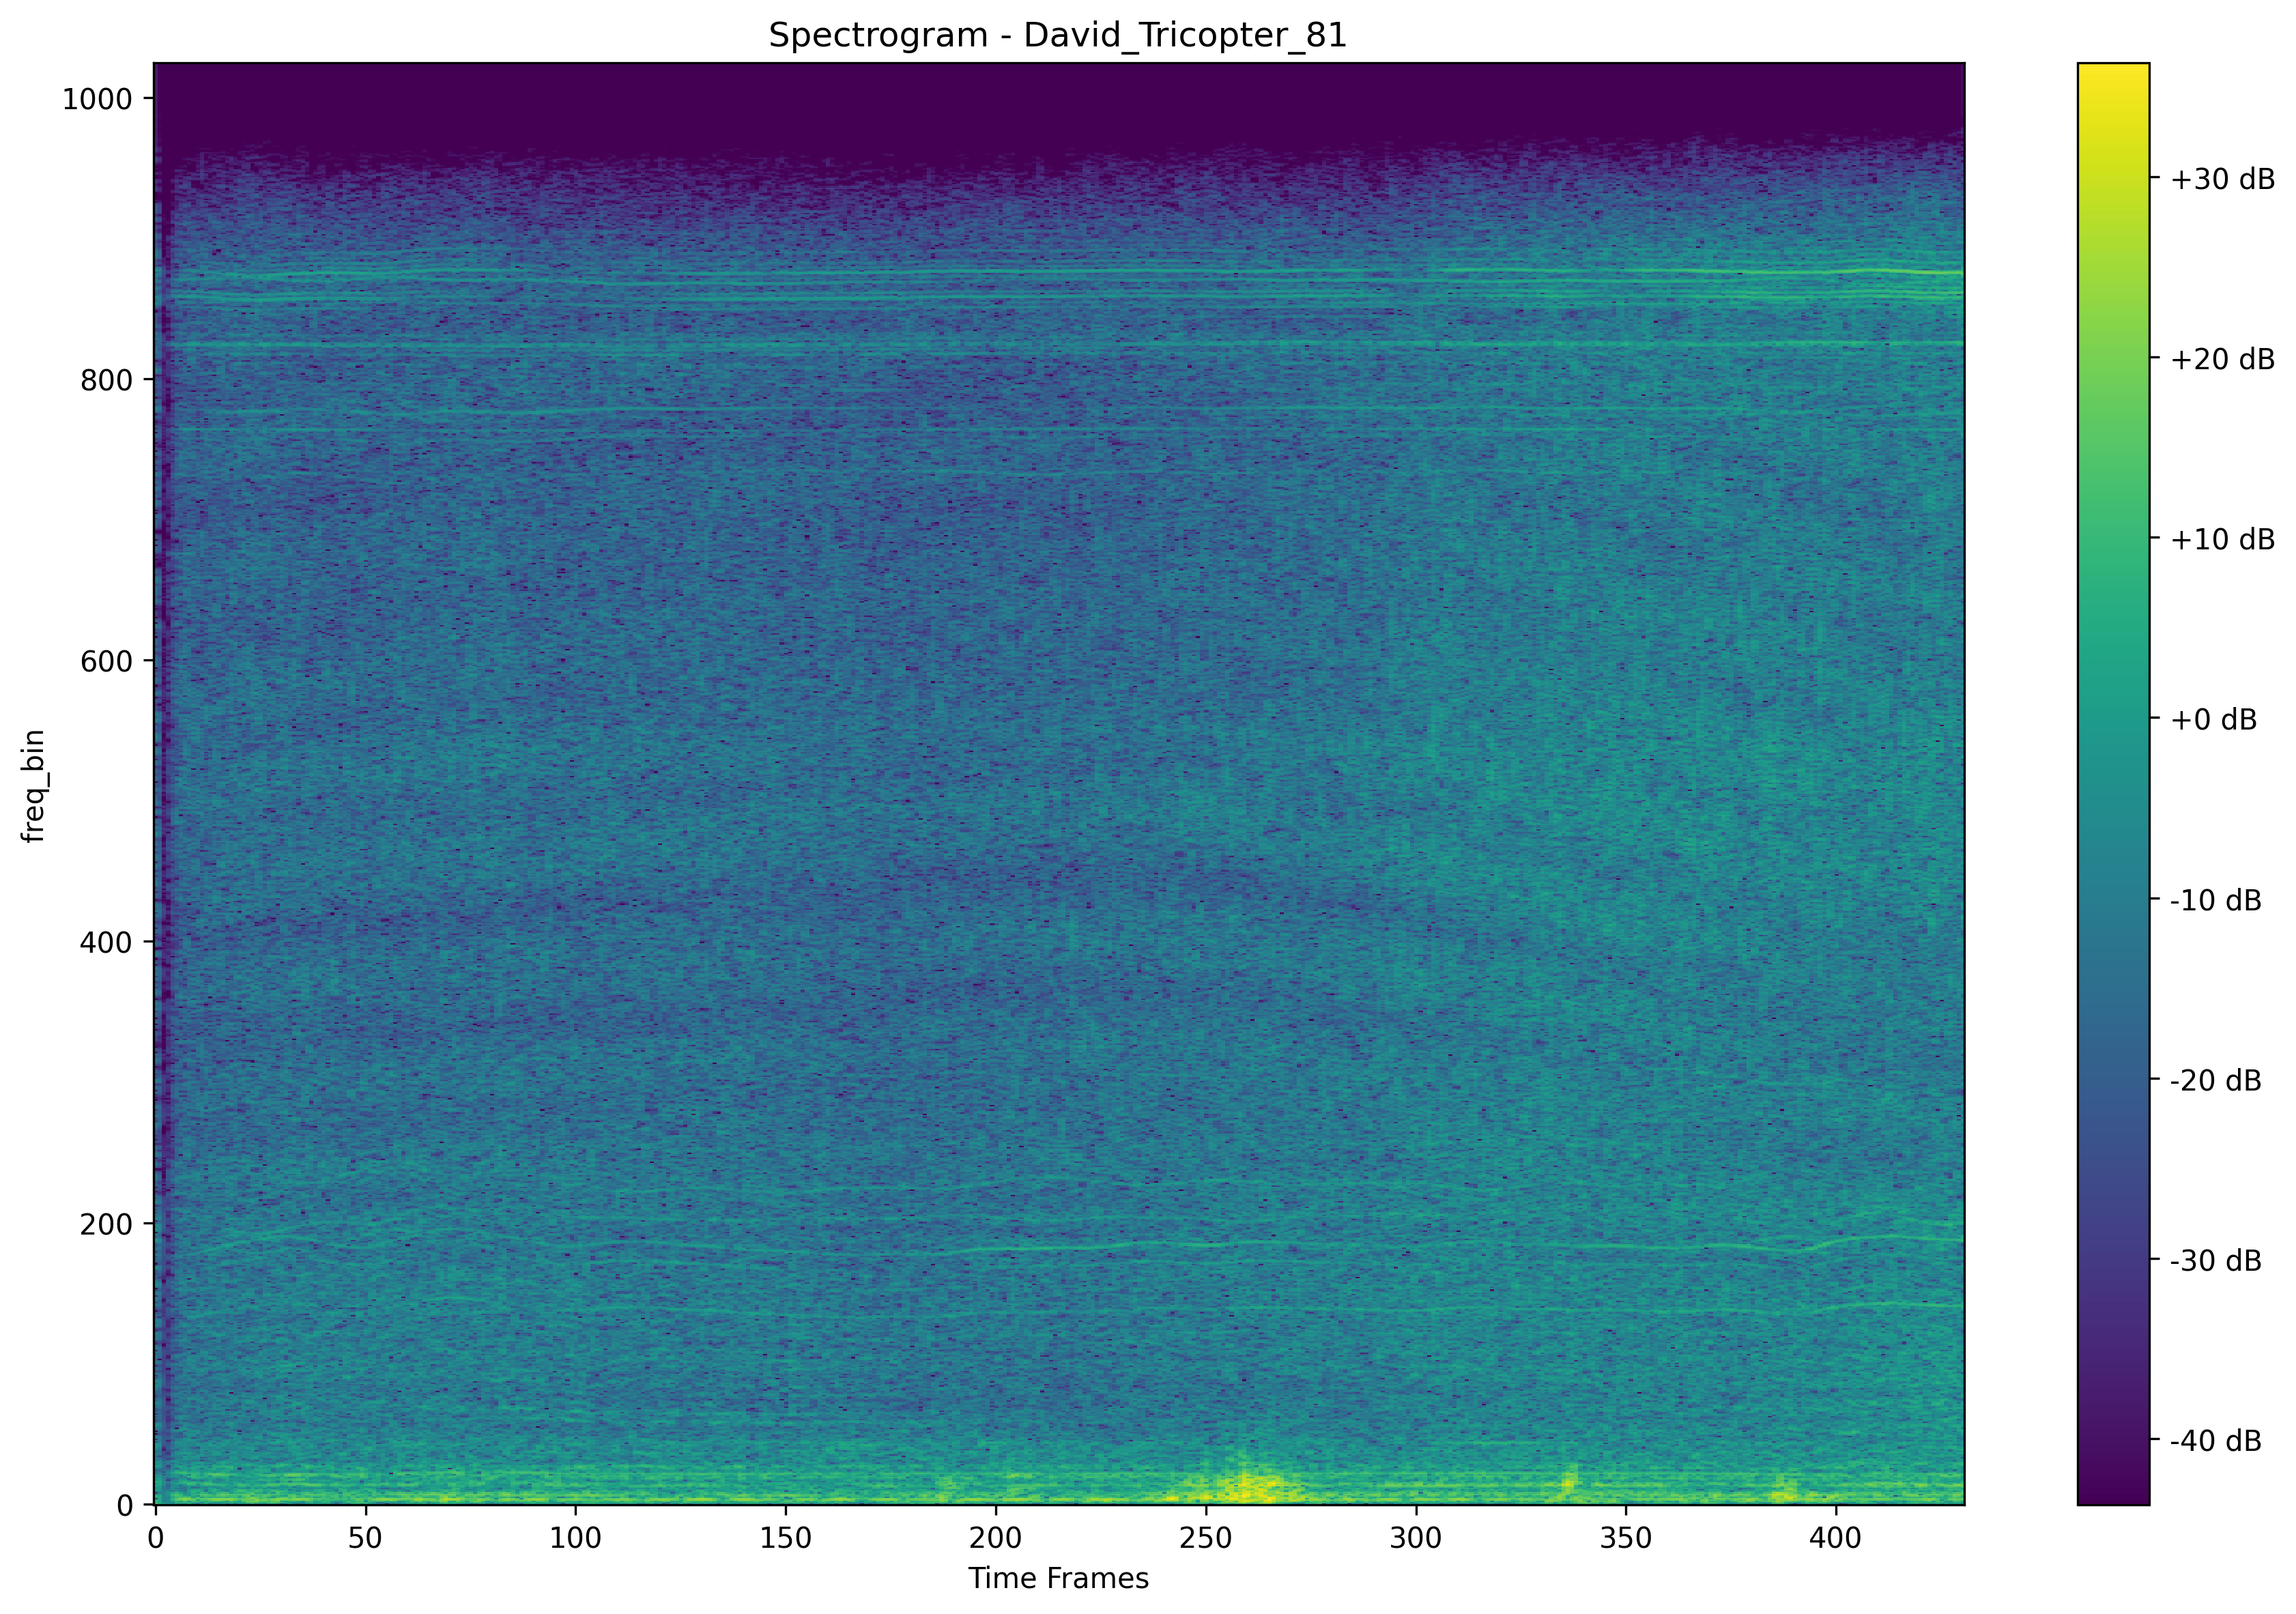 Spectrogram - David_Tricopter_81
1000
800
600
400
200
0
freq_bin
0 50 100 150 200 250 300 350 400
Time Frames
+30 dB
+20 dB
+10 dB
+0 dB
-10 dB
-20 dB
-30 dB
-40 dB